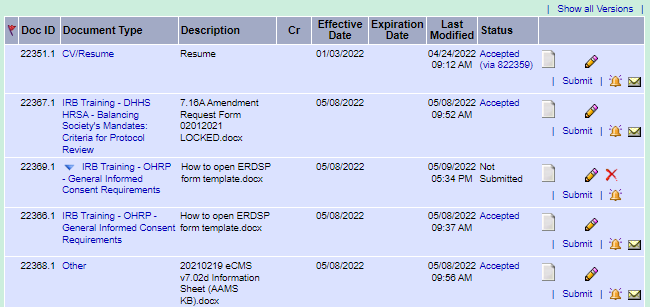 | Show all Versions |
Doc ID Document Type Description Cr Effective Date Expiration Date Last Modified Status
22351.1 CV/Resume Resume 01/03/2022 04/24/2022 Accepted
09:12 AM (via 822359)
| Submit |
22367.1 IRB Training - DHHS 7.16A Amendment 05/08/2022 05/08/2022 Accepted
HRSA - Balancing Request Form 09:52 AM
Society's Mandates: 02012021
Criteria for Protocol LOCKED.docx
Review
| Submit |
22369.1 IRB Training - OHRP How to open ERDSP 05/08/2022 05/09/2022 Not
- General Informed form template.docx 05:34 PM Submitted
Consent Requirements
| Submit |
22366.1 IRB Training - OHRP - How to open ERDSP 05/08/2022 05/08/2022 Accepted
General Informed Consent form template.docx 09:37 AM
Requirements
| Submit |
22368.1 Other 20210219 eCMS 05/08/2022 05/08/2022 Accepted
v7.02d Information 09:56 AM
Sheet (AAMS
KB).docx
| Submit |